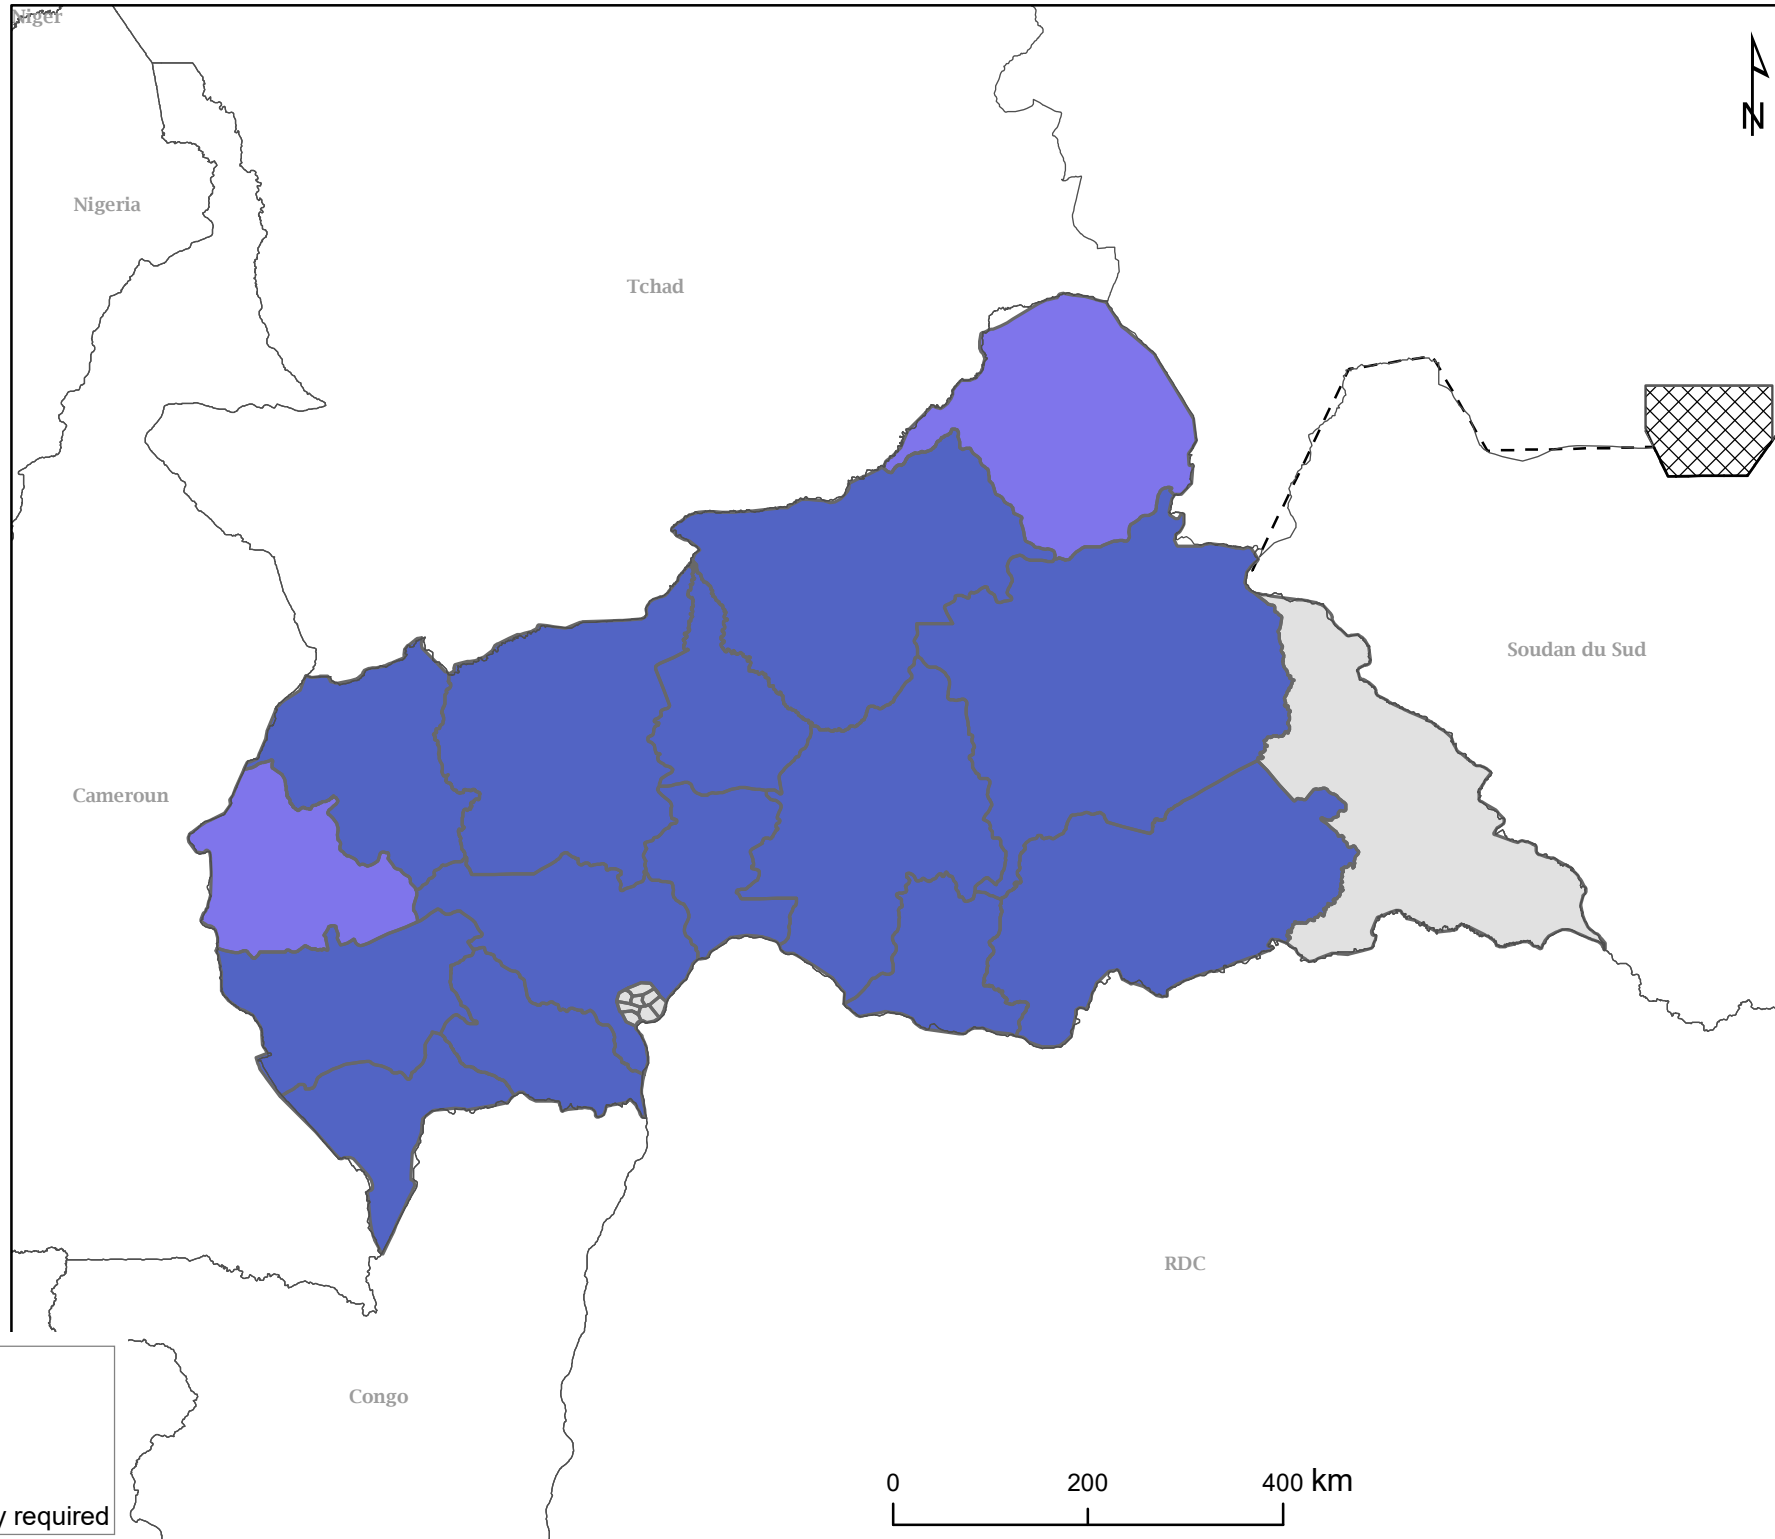 Niger
N
Nigeria
Tchad
Soudan du Sud
Cameroun
RDC
Congo
0 200 400 km
required